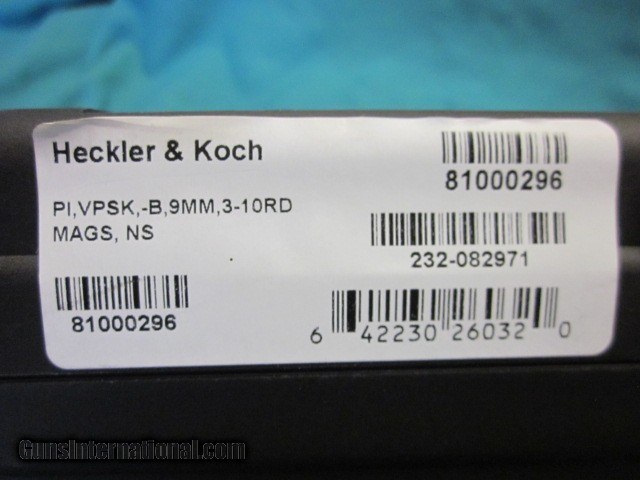 Heckler & Koch
81000296
PI,VPSK,-B,9MM,3-10RD
MAGS, NS
232-082971
81000296
6 42230 26032 0
GunsInternational.com